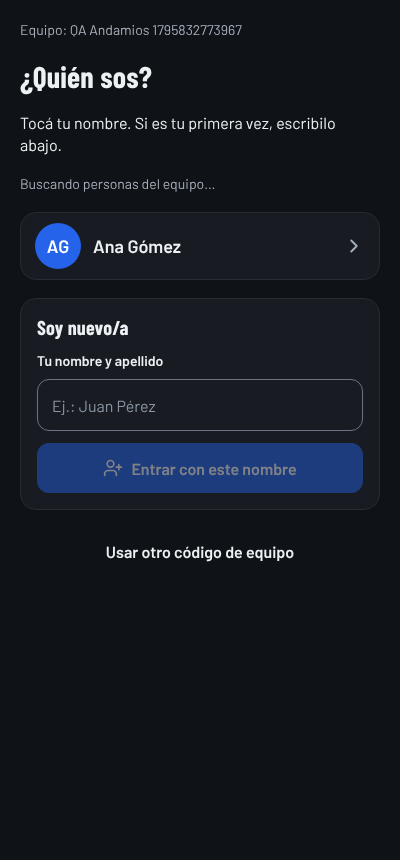 Equipo: QA Andamios 1795832773967
¿Quién sos?
Tocá tu nombre. Si es tu primera vez, escribilo
abajo.
Buscando personas del equipo...
AG Ana Gómez
Soy nuevo/a
Tu nombre y apellido
Ej.: Juan Pérez
Entrar con este nombre
Usar otro código de equipo